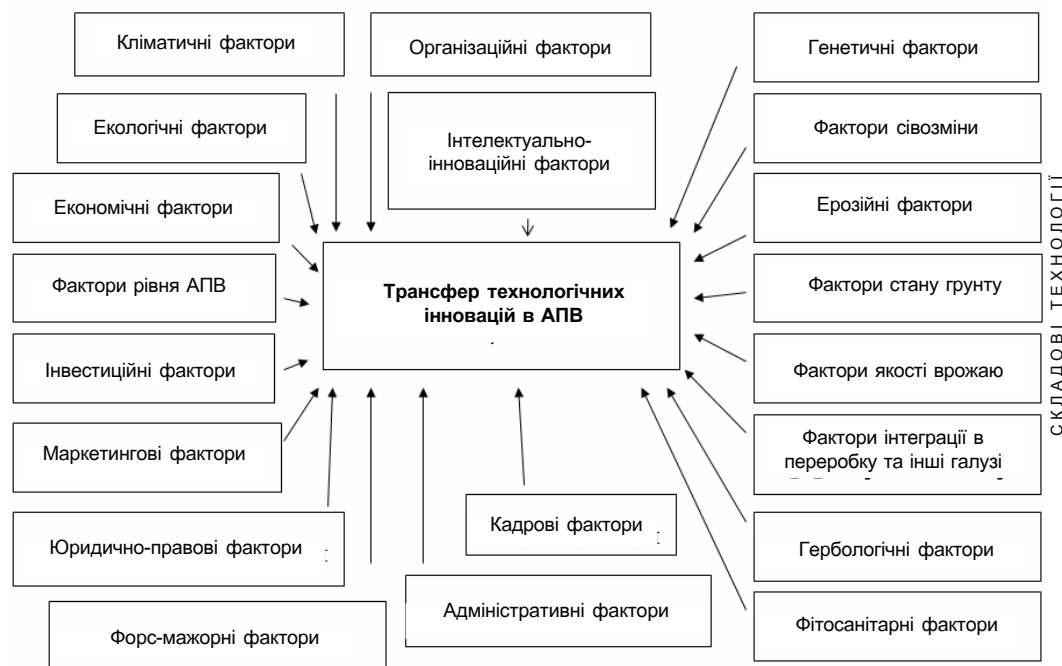 Кліматичні фактори
Організаційні фактори
Генетичні фактори
Екологічні фактори
Інтелектуально-
інноваційні фактори
Фактори сівозміни
Економічні фактори
Ерозійні фактори
Фактори рівня АПВ
Трансфер технологічних
інновацій в АПВ
Фактори стану грунту
Інвестиційні фактори
Фактори якості врожаю
Маркетингові фактори
Фактори інтеграції в
переробку та інші галузі
Кадрові фактори
Юридично-правові фактори
Гербологічні фактори
Адміністративні фактори
Форс-мажорні фактори
Фітосанітарні фактори
СКЛАДОВІ ТЕХНОЛОГІЇ